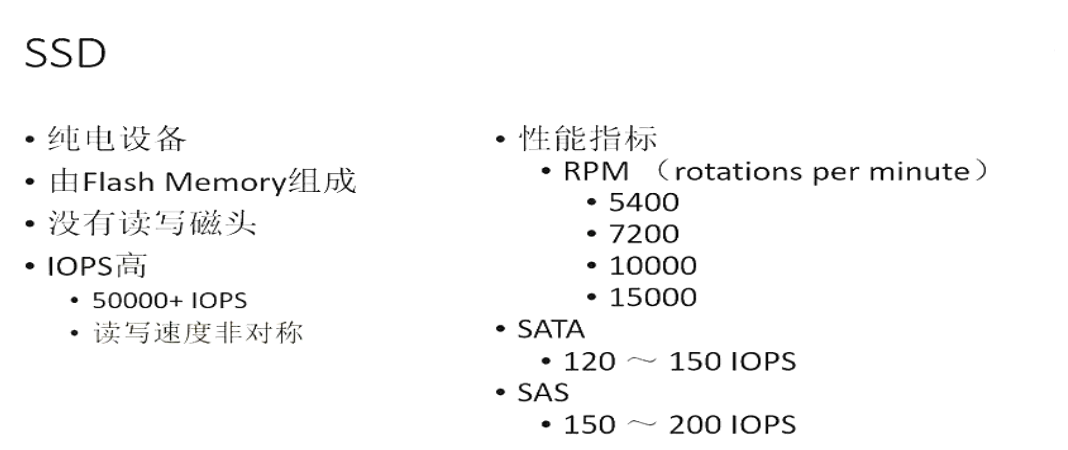 SSD
• 纯电设备
• 由Flash Memory组成
• 没有读写磁头
• IOPS高
• 50000+ IOPS
• 读写速度非对称
• 性能指标
• RPM （rotations per minute）
• 5400
• 7200
• 10000
• 15000
• SATA
• 120 ～ 150 IOPS
• SAS
• 150 ～ 200 IOPS